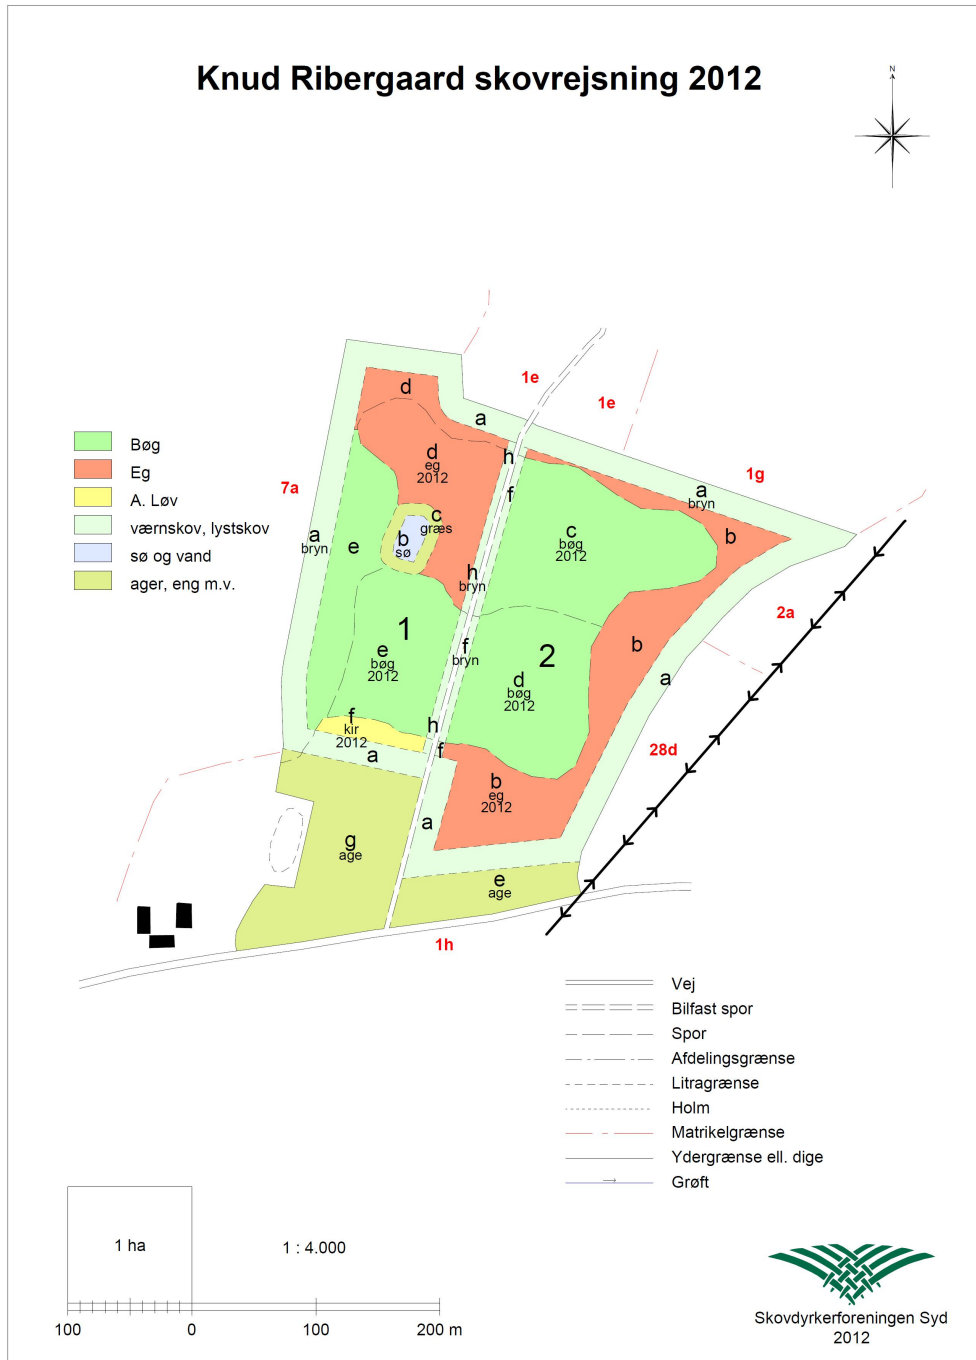 Knud Ribergaard skovrejsning 2012
N
1e
1e
d
a
h
Bøg
Eg
A. Løv
værnskov, lystskov
sø og vand
ager, eng m.v.
d
eg
2012
1g
7a
f
a
bryn
c
græs
b
a
bryn
e
b
sø
c
bøg
2012
h
bryn
2a
1
e
bøg
2012
f
bryn
2
b
d
bøg
2012
a
f
kir
2012
h
a
f
28d
b
eg
2012
a
g
age
e
age
1h
Vej
Bilfast spor
Spor
Afdelingsgrænse
Litragrænse
Holm
Matrikelgrænse
Ydergrænse ell. dige
Grøft
1 ha
1 : 4.000
100 0 100 200 m
Skovdyrkerforeningen Syd
2012